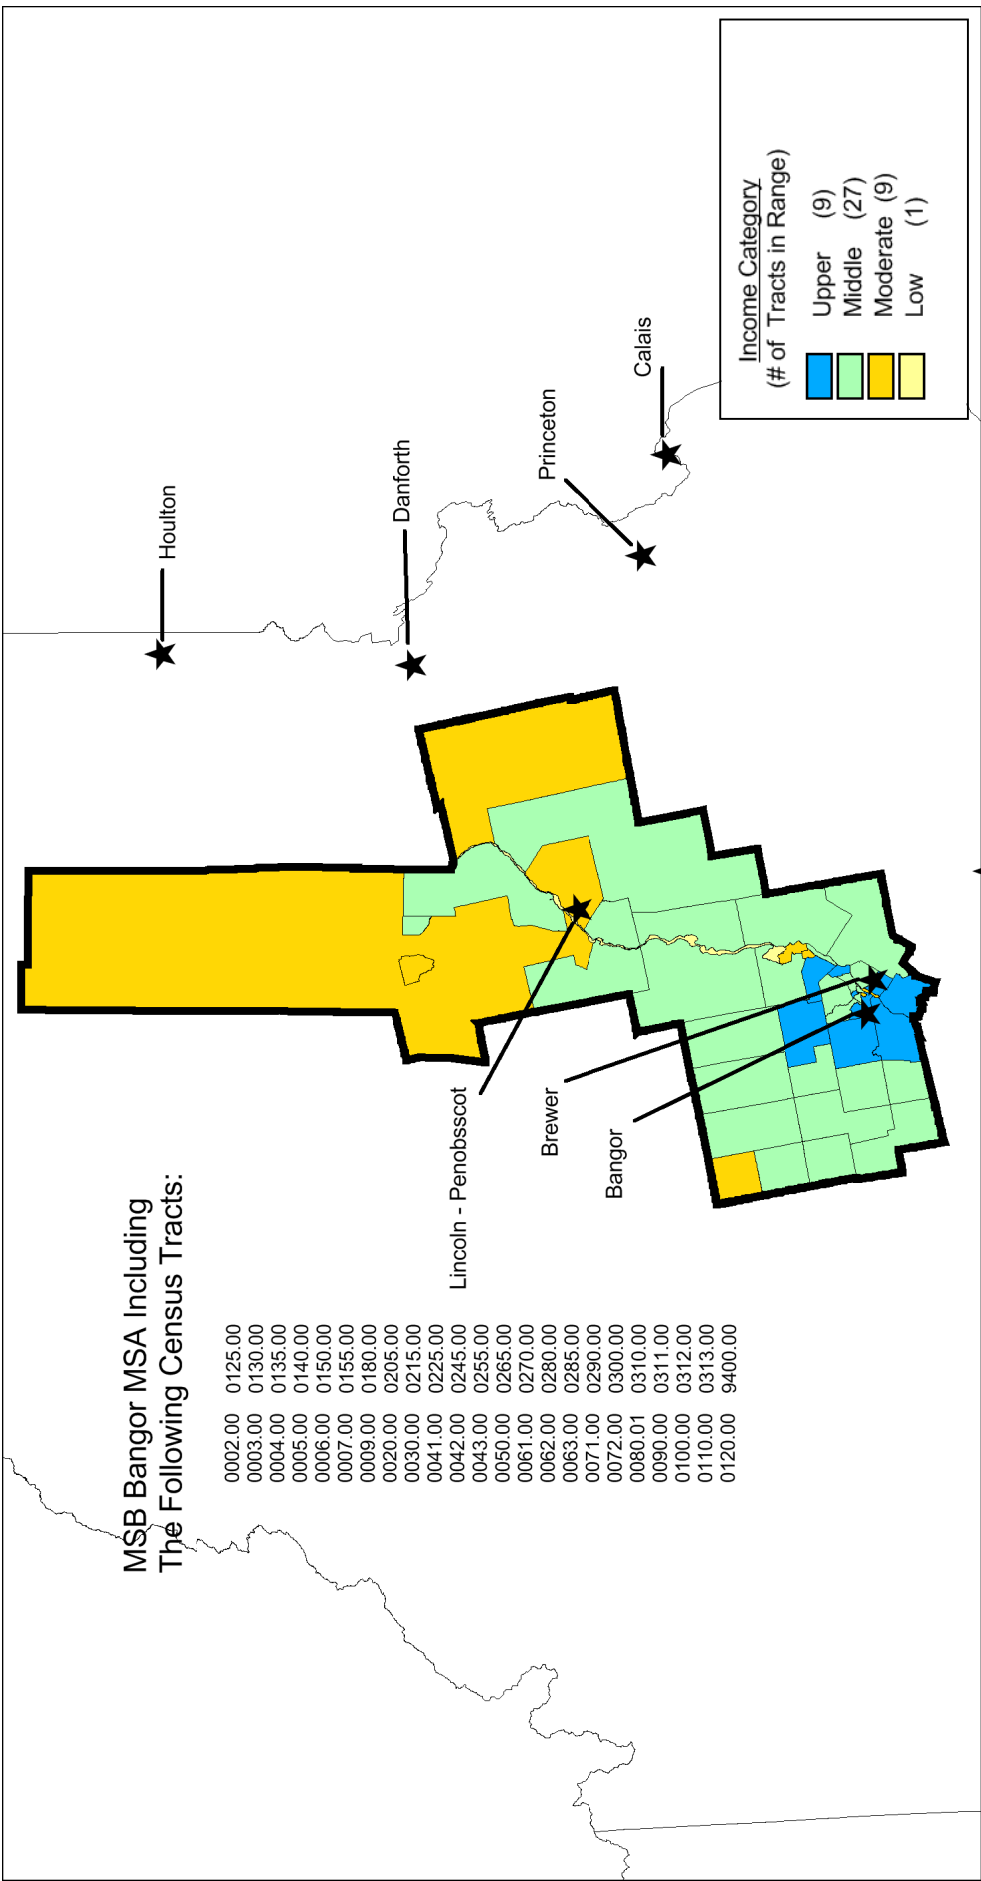 MSB Bangor MSA Including
The Following Census Tracts:
0002.00 0125.00
0003.00 0130.00
0004.00 0135.00
0005.00 0140.00
0006.00 0150.00
0007.00 0155.00
0009.00 0180.00
0020.00 0205.00
0030.00 0215.00
0041.00 0225.00
0042.00 0245.00
0043.00 0255.00
0050.00 0265.00
0061.00 0270.00
0062.00 0280.00
0063.00 0285.00
0071.00 0290.00
0072.00 0300.00
0080.01 0310.00
0090.00 0311.00
0100.00 0312.00
0110.00 0313.00
0120.00 9400.00
Houlton
Danforth
Princeton
Calais
Lincoln - Penobsscot
Brewer
Bangor
Income Category
(# of Tracts in Range)
Upper (9)
Middle (27)
Moderate (9)
Low (1)